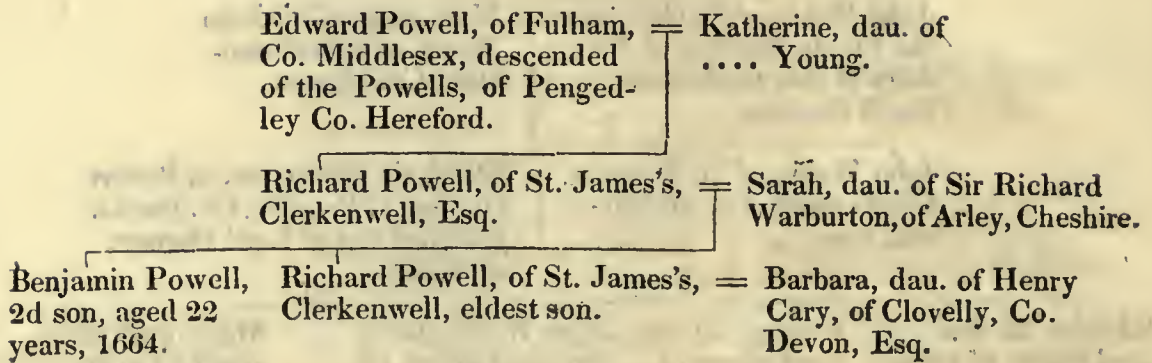 Edward Powell, of Fulham, = Katherine, dau. of
Co. Middlesex, descended .... Young.
of the Powells, of Penged-
ley Co. Hereford.
Richard Powell, of St. James's, = Sarah, dau. of Sir Richard
Clerkenwell, Esq. Warburton, of Arley, Cheshire.
Benjamin Powell, Richard Powell, of St. James's, = Barbara, dau. of Henry
2d son, aged 22 Clerkenwell, eldest son. Cary, of Clovelly, Co.
years, 1664. Devon, Esq.